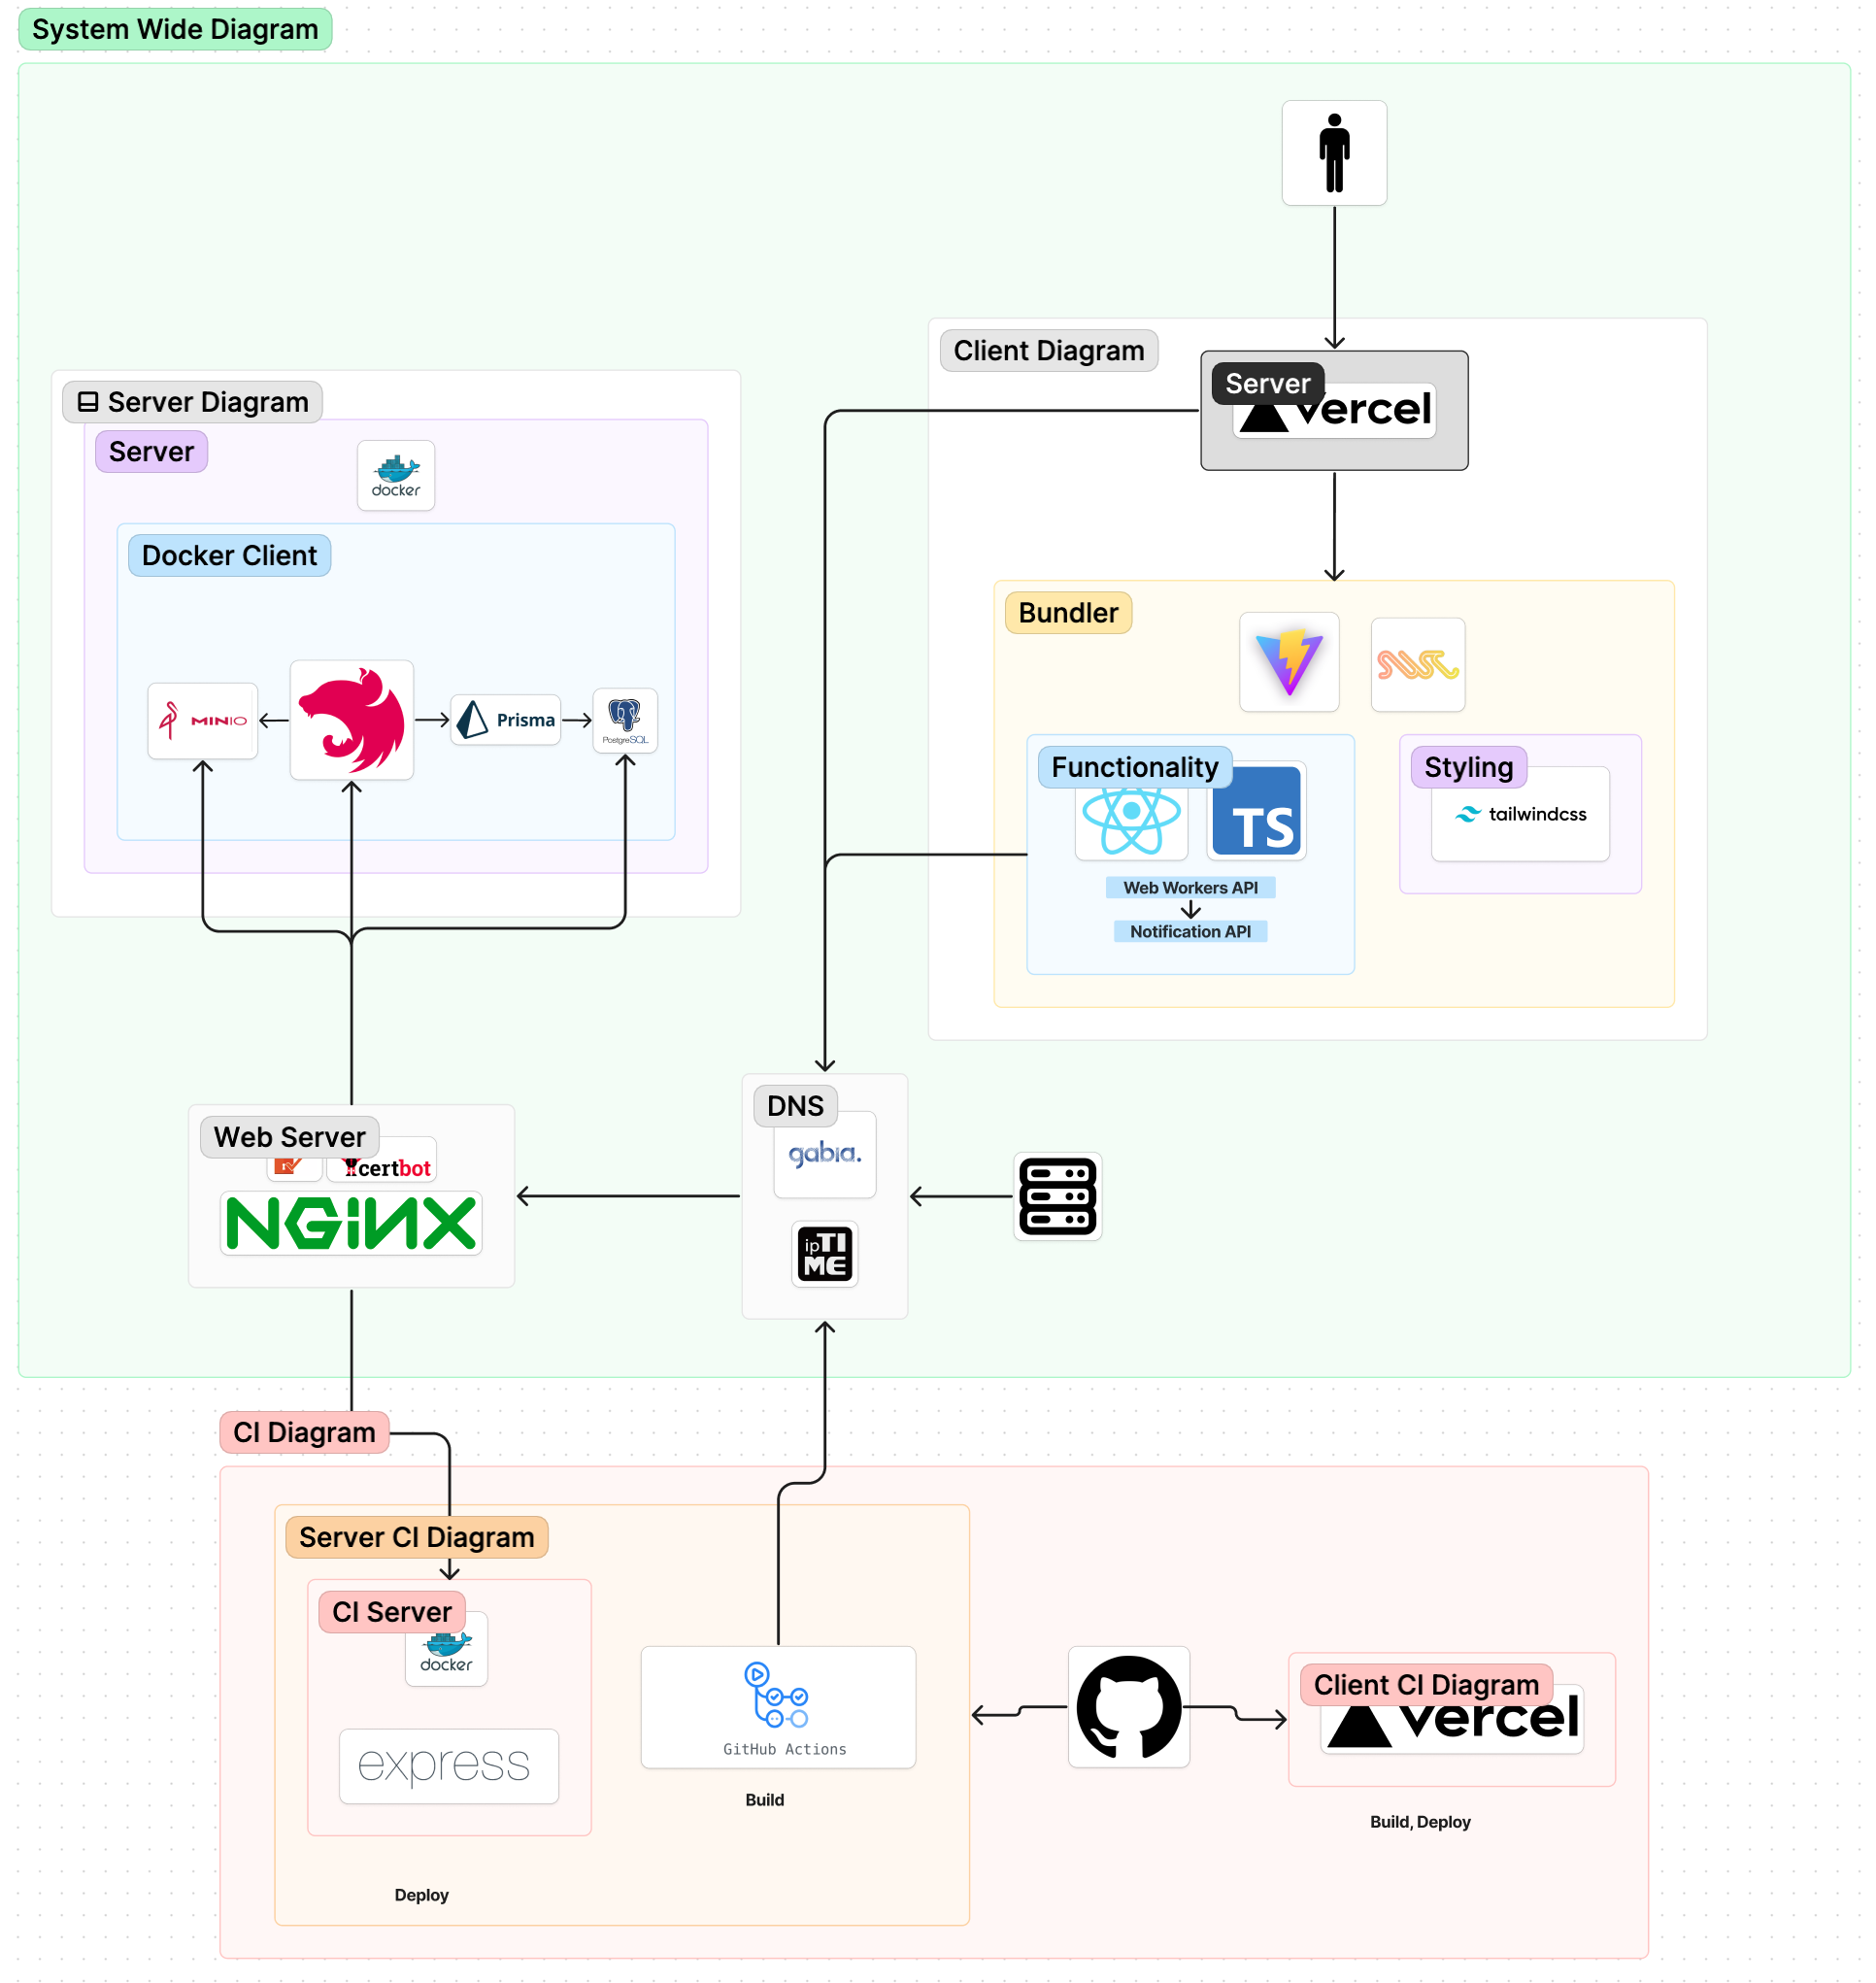 System Wide Diagram
Client Diagram
Server
vercel
Server Diagram
Server
docker
Docker Client
MINIO
Prisma
PostgreSQL
Bundler
Functionality
TS
Web Workers API
Notification API
Styling
tailwindcss
DNS
gabia.
ipTI
ME
Web Server
certbot
NGiNX
CI Diagram
Server CI Diagram
CI Server
docker
express
Deploy
GitHub Actions
Build
Client CI Diagram
vercel
Build, Deploy